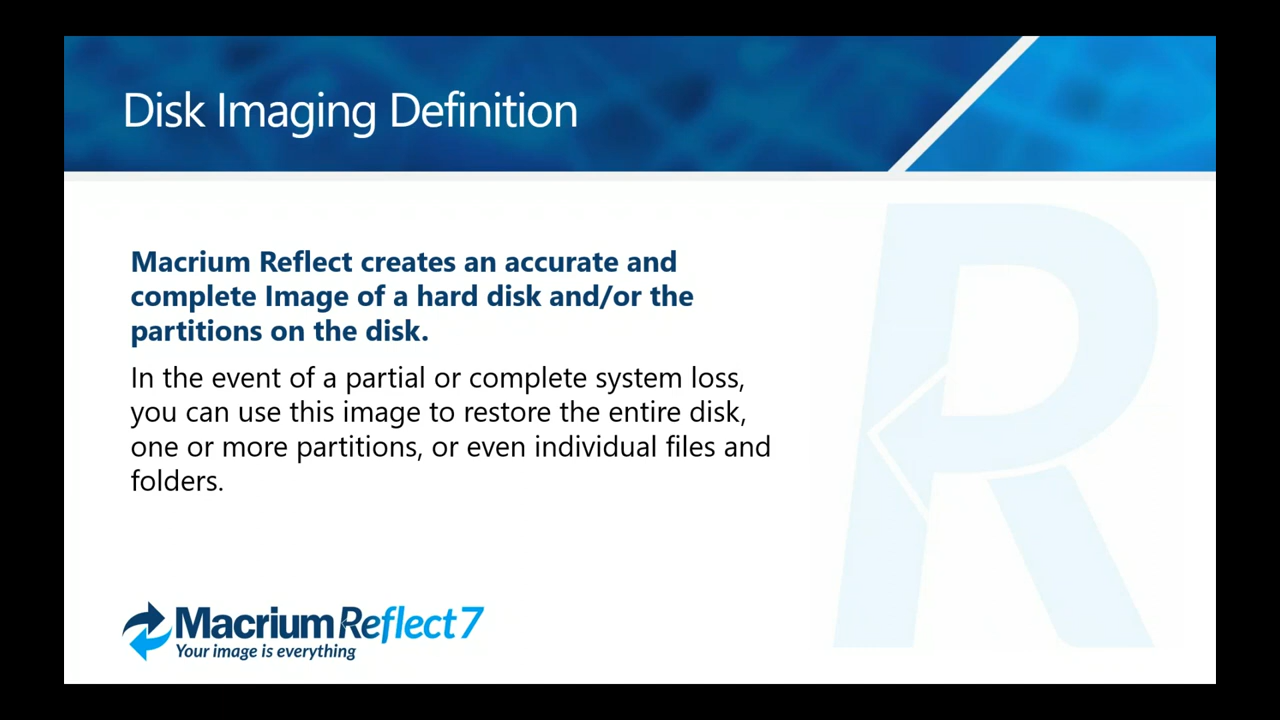 Disk Imaging Definition
Macrium Reflect creates an accurate and
complete Image of a hard disk and/or the
partitions on the disk.
In the event of a partial or complete system loss,
you can use this image to restore the entire disk,
one or more partitions, or even individual files and
folders.
Macrium Reflect 7
Your image is everything
R